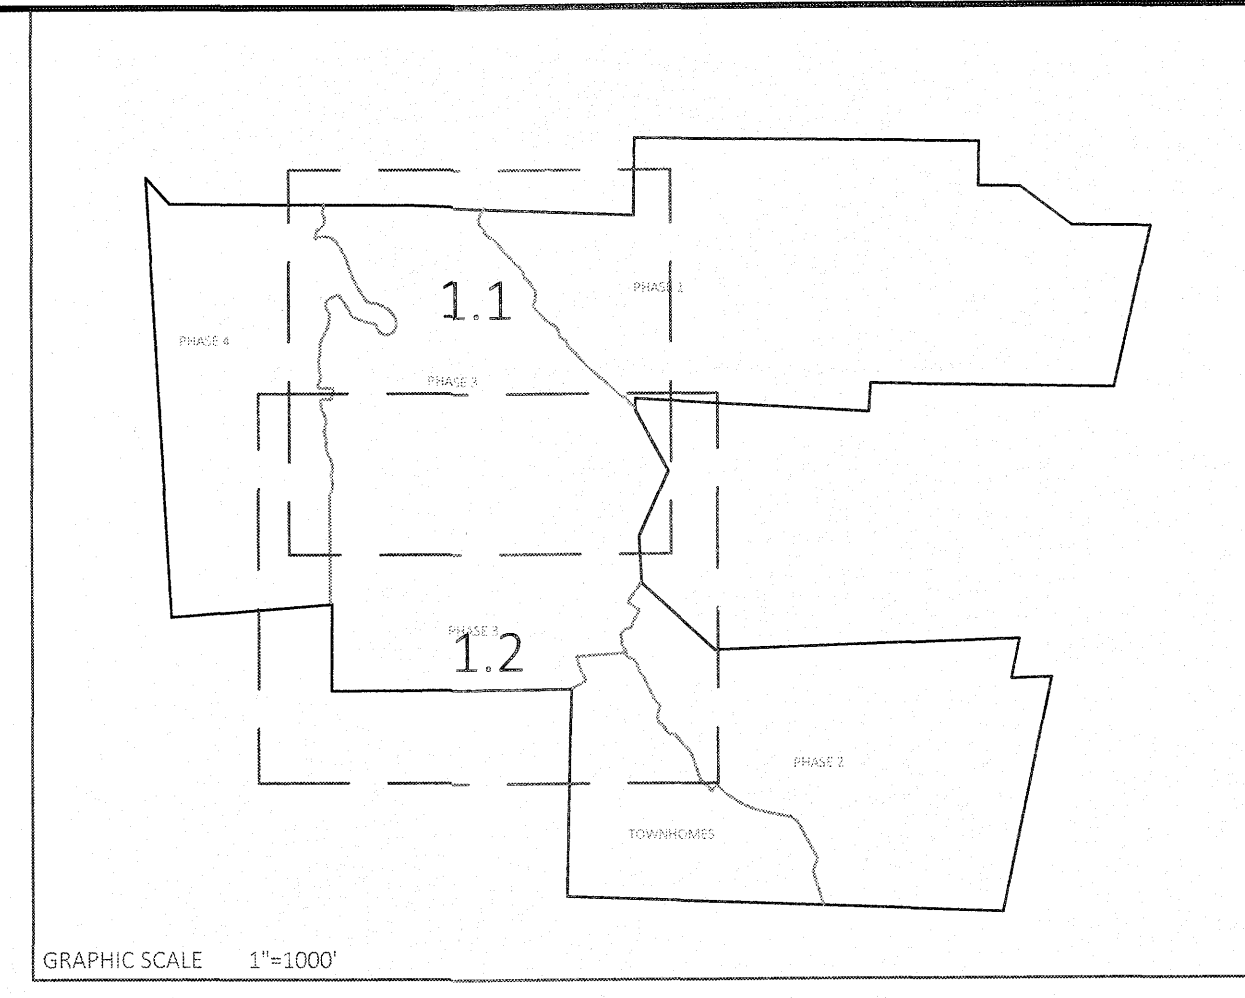 PHASE 1
1.1
PHASE 4
PHASE 3
PHASE 3
1.2
PHASE 2
TOWNHOMES
GRAPHIC SCALE 1"=1000'